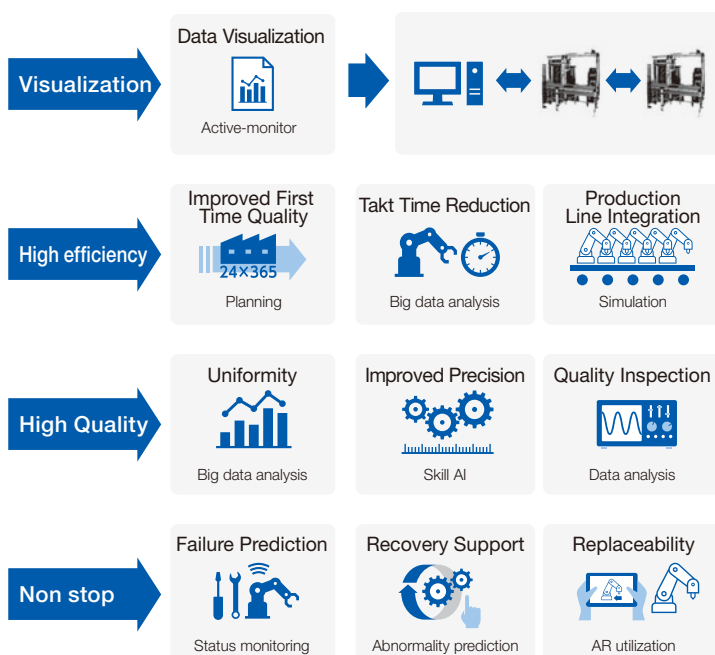 Visualization
Data Visualization
Active-monitor
High efficiency
Improved First
Time Quality
24×365
Planning
Takt Time Reduction
Big data analysis
Production
Line Integration
Simulation
High Quality
Uniformity
Big data analysis
Improved Precision
Skill AI
Quality Inspection
Data analysis
Non stop
Failure Prediction
Status monitoring
Recovery Support
Abnormality prediction
Replaceability
AR utilization